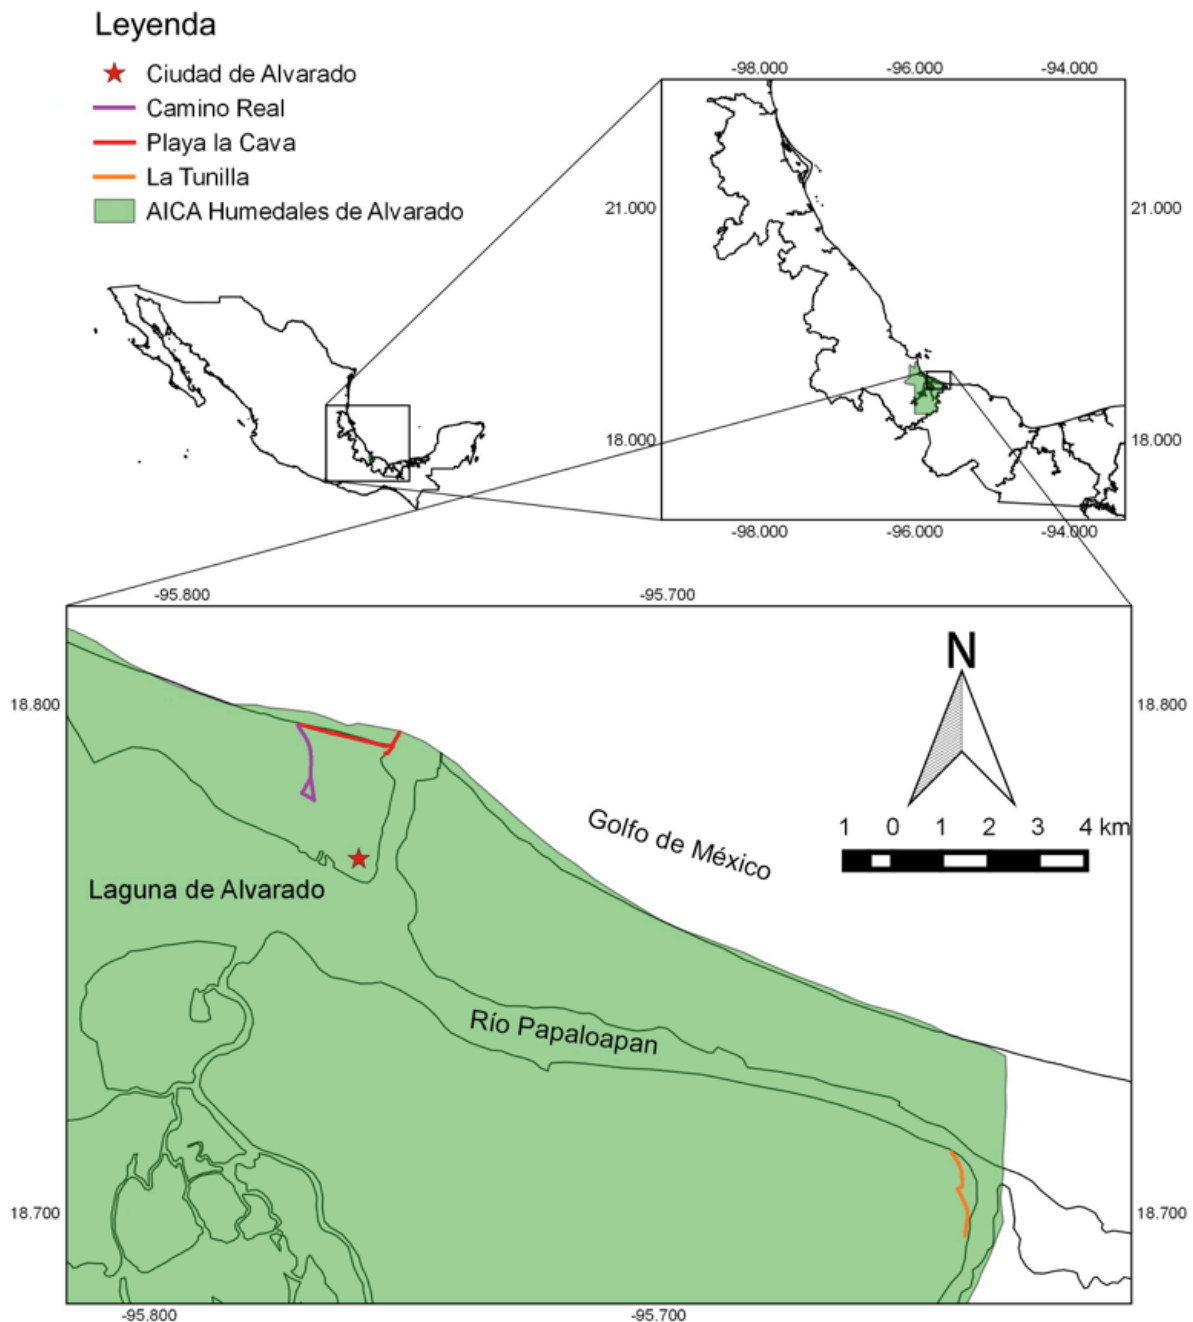 Leyenda
Ciudad de Alvarado
Camino Real
Playa la Cava
La Tunilla
AICA Humedales de Alvarado
-98.000 -96.000 -94.000
21.000 21.000
18.000 18.000
-98.000 -96.000 -94.000
-95.800 -95.700
N
18.800 18.800
1 0 1 2 3 4 km
Golfo de México
Laguna de Alvarado
Río Papaloapan
18.700 18.700
-95.800 -95.700